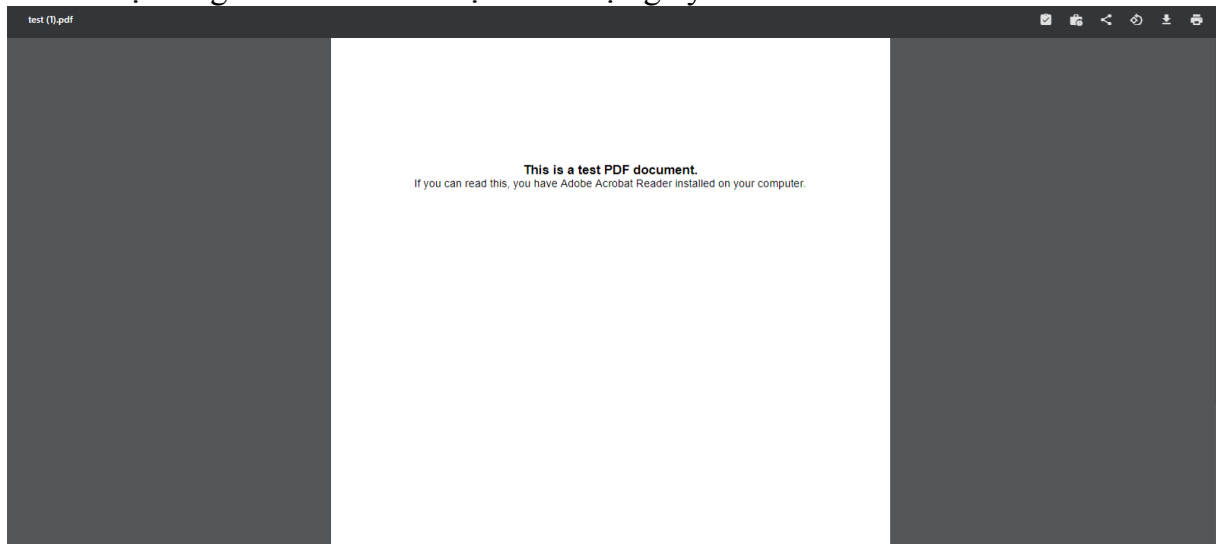 test (1).pdf
This is a test PDF document.
If you can read this, you have Adobe Acrobat Reader installed on your computer.